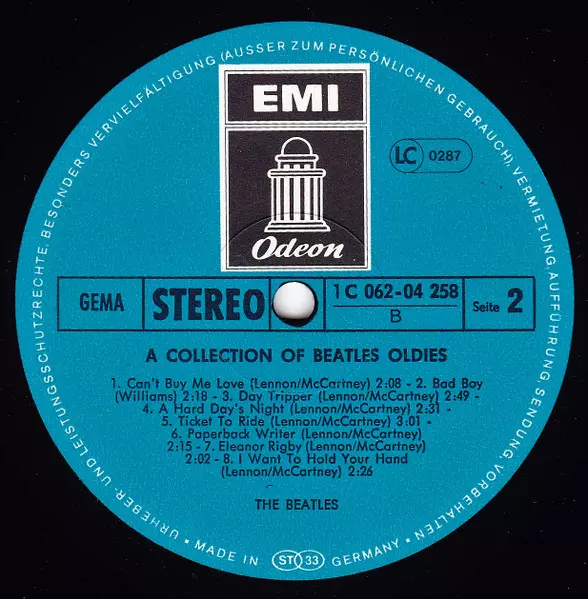 URHEBER- UND LEISTUNGSSCHUTZRECHTE, BESONDERS VERVIELFÄLTIGUNG (AUSSER ZUM PERSÖNLICHEN GEBRAUCH), VERMIETUNG, AUFFÜHRUNG, SENDUNG, VORBEHALTEN
EMI
Odeon
LC 0287
GEMA
STEREO
1 C 062-04 258
B
Seite 2
A COLLECTION OF BEATLES OLDIES
1. Can't Buy Me Love (Lennon/McCartney) 2:08 - 2. Bad Boy
(Williams) 2:18 - 3. Day Tripper (Lennon/McCartney) 2:49 -
4. A Hard Day's Night (Lennon/McCartney) 2:31 -
5. Ticket To Ride (Lennon/McCartney) 3:01 -
6. Paperback Writer (Lennon/McCartney)
2:15 - 7. Eleanor Rigby (Lennon/McCartney)
2:02 - 8. I Want To Hold Your Hand
(Lennon/McCartney) 2:26
THE BEATLES
• MADE IN ST 33 GERMANY •